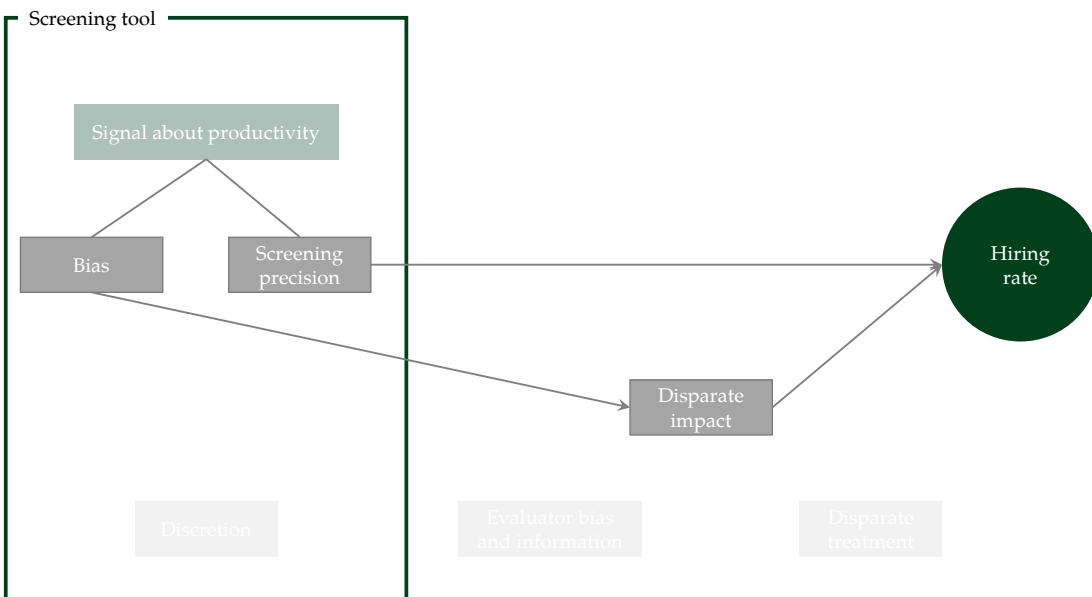 Screening tool
Signal about productivity
Bias
Screening
precision
Hiring
rate
Disparate
impact
Discretion
Evaluator bias
and information
Disparate
treatment